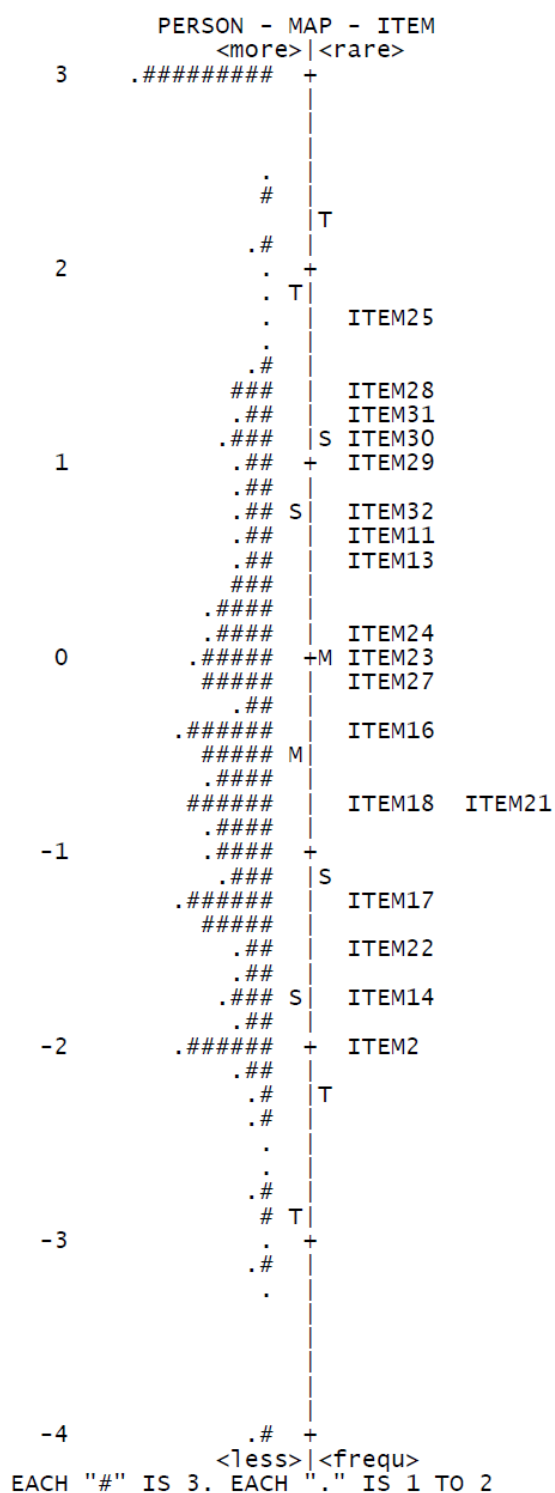 PERSON - MAP - ITEM
<more>|<rare>
3 .######### +
|
|
|
. |
# |
|T
.# |
2 . +
. T|
. | ITEM25
. |
.# |
### | ITEM28
.## | ITEM31
.### |S ITEM30
1 .## + ITEM29
.## |
.## S| ITEM32
.## | ITEM11
.## | ITEM13
### |
.#### |
.#### | ITEM24
0 .##### +M ITEM23
##### | ITEM27
.## |
.###### | ITEM16
##### M|
.#### |
###### | ITEM18 ITEM21
.#### |
-1 .#### +
.### |S
.###### | ITEM17
##### |
.## | ITEM22
.## |
.### S| ITEM14
.## |
-2 .###### + ITEM2
.## |
.# |T
.# |
. |
. |
.# |
# T|
-3 . +
.# |
. |
|
|
|
|
|
-4 .# +
<less>|<frequ>
EACH "#" IS 3. EACH "." IS 1 TO 2